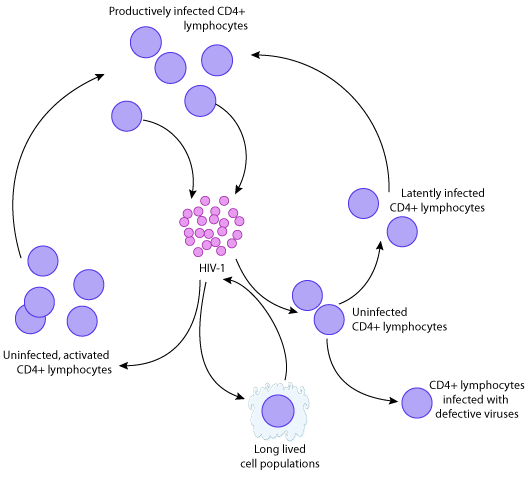 Productively infected CD4+
lymphocytes
Latently infected
CD4+ lymphocytes
HIV-1
Uninfected
CD4+ lymphocytes
Uninfected, activated
CD4+ lymphocytes
CD4+ lymphocytes
infected with
defective viruses
Long lived
cell populations